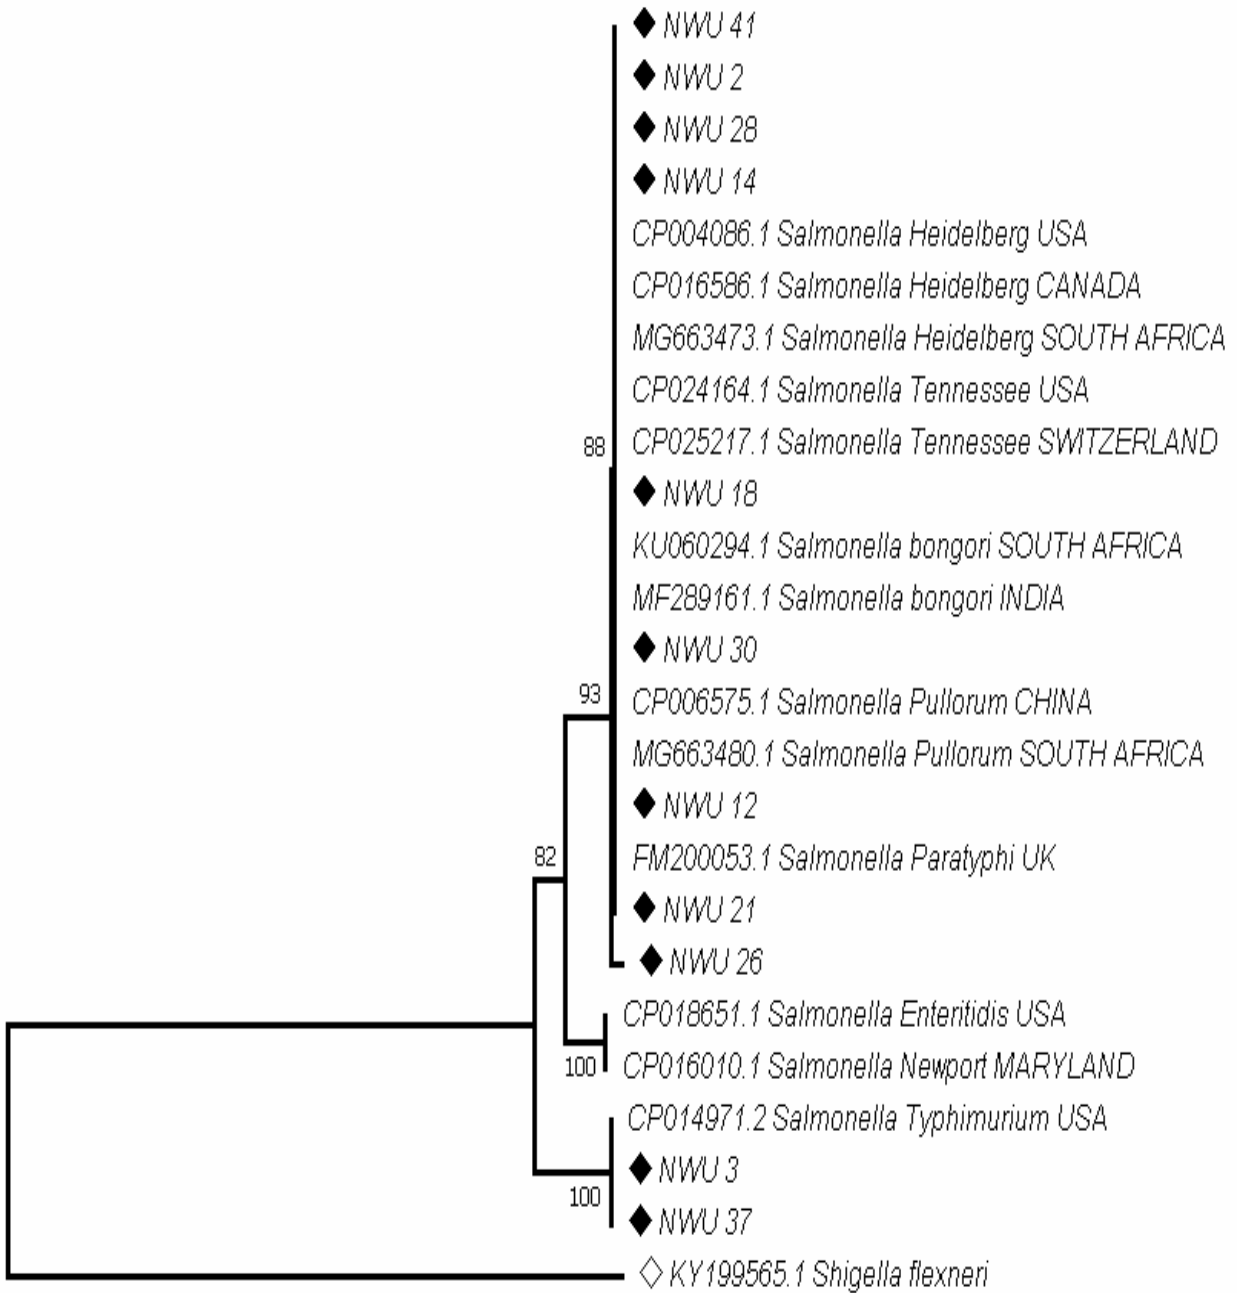 NWU 41
NWU 2
NWU 28
NWU 14
CP004086.1 Salmonella Heidelberg USA
CP016586.1 Salmonella Heidelberg CANADA
MG663473.1 Salmonella Heidelberg SOUTH AFRICA
CP024164.1 Salmonella Tennessee USA
CP025217.1 Salmonella Tennessee SWITZERLAND
88
NWU 18
KU060294.1 Salmonella bongori SOUTH AFRICA
MF289161.1 Salmonella bongori INDIA
NWU 30
93
CP006575.1 Salmonella Pullorum CHINA
MG663480.1 Salmonella Pullorum SOUTH AFRICA
NWU 12
82
FM200053.1 Salmonella Paratyphi UK
NWU 21
NWU 26
CP018651.1 Salmonella Enteritidis USA
100
CP016010.1 Salmonella Newport MARYLAND
CP014971.2 Salmonella Typhimurium USA
NWU 3
100
NWU 37
KY199565.1 Shigella flexneri